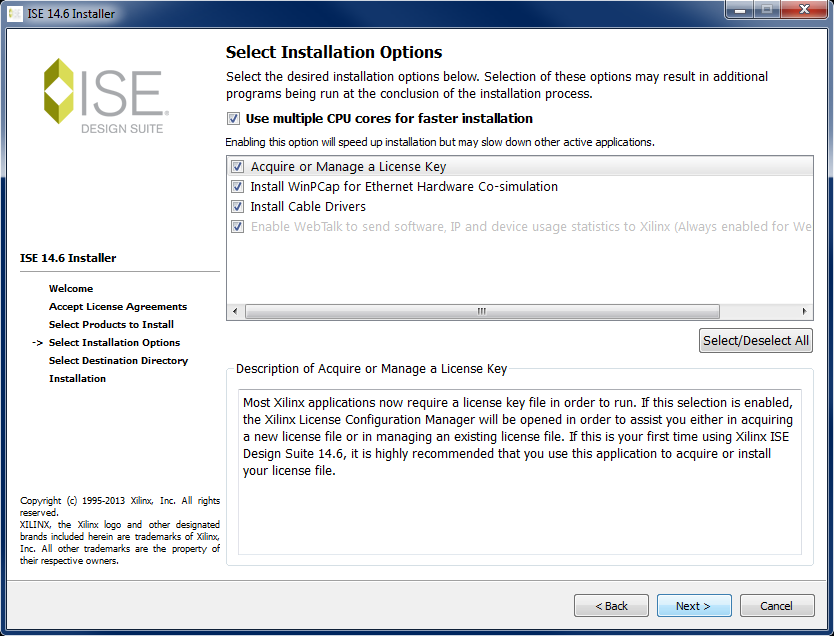 ISE 14.6 Installer
ISE
DESIGN SUITE
Select Installation Options
Select the desired installation options below. Selection of these options may result in additional
programs being run at the conclusion of the installation process.
Use multiple CPU cores for faster installation
Enabling this option will speed up installation but may slow down other active applications.
Acquire or Manage a License Key
Install WinPCap for Ethernet Hardware Co-simulation
Install Cable Drivers
Enable WebTalk to send software, IP and device usage statistics to Xilinx (Always enabled for We
Select/Deselect All
ISE 14.6 Installer
Welcome
Accept License Agreements
Select Products to Install
-> Select Installation Options
Select Destination Directory
Installation
Description of Acquire or Manage a License Key
Most Xilinx applications now require a license key file in order to run. If this selection is enabled,
the Xilinx License Configuration Manager will be opened in order to assist you either in acquiring
a new license file or in managing an existing license file. If this is your first time using Xilinx ISE
Design Suite 14.6, it is highly recommended that you use this application to acquire or install
your license file.
Copyright (c) 1995-2013 Xilinx, Inc. All rights
reserved.
XILINX, the Xilinx logo and other designated
brands included herein are trademarks of Xilinx,
Inc. All other trademarks are the property of
their respective owners.
< Back
Next >
Cancel